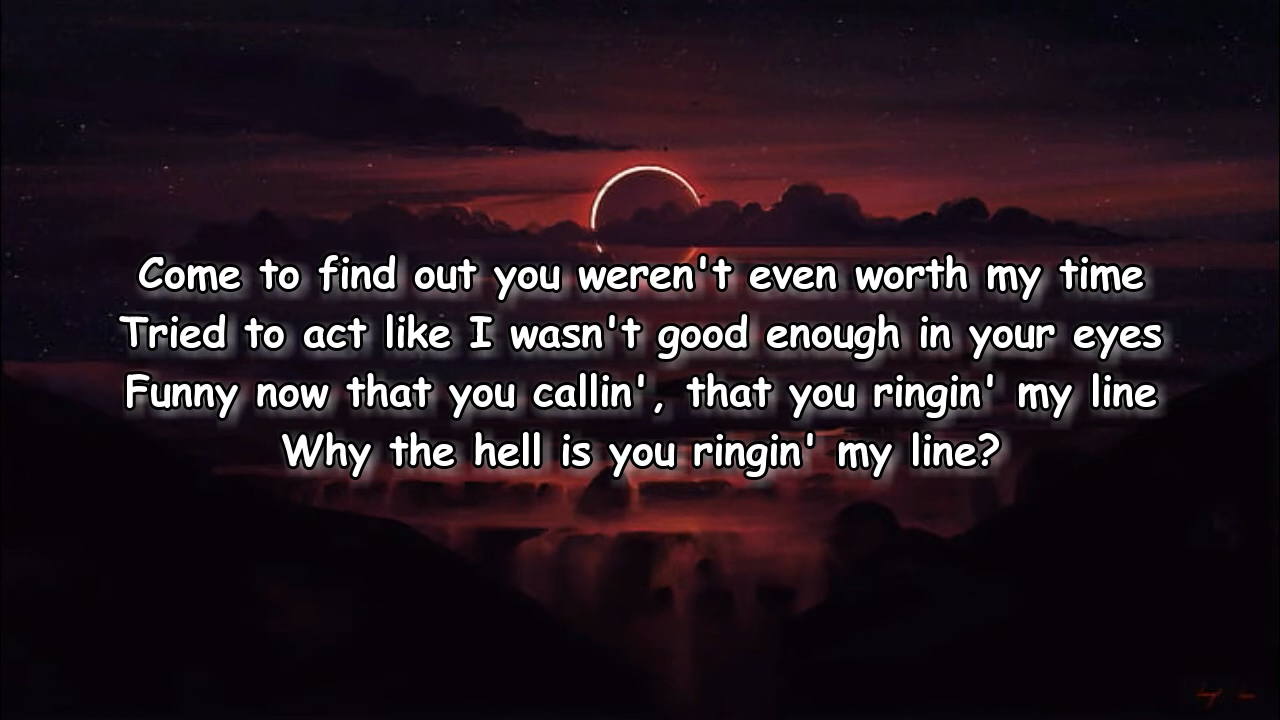 Come to find out you weren't even worth my time
Tried to act like I wasn't good enough in your eyes
Funny now that you callin', that you ringin' my line
Why the hell is you ringin' my line?